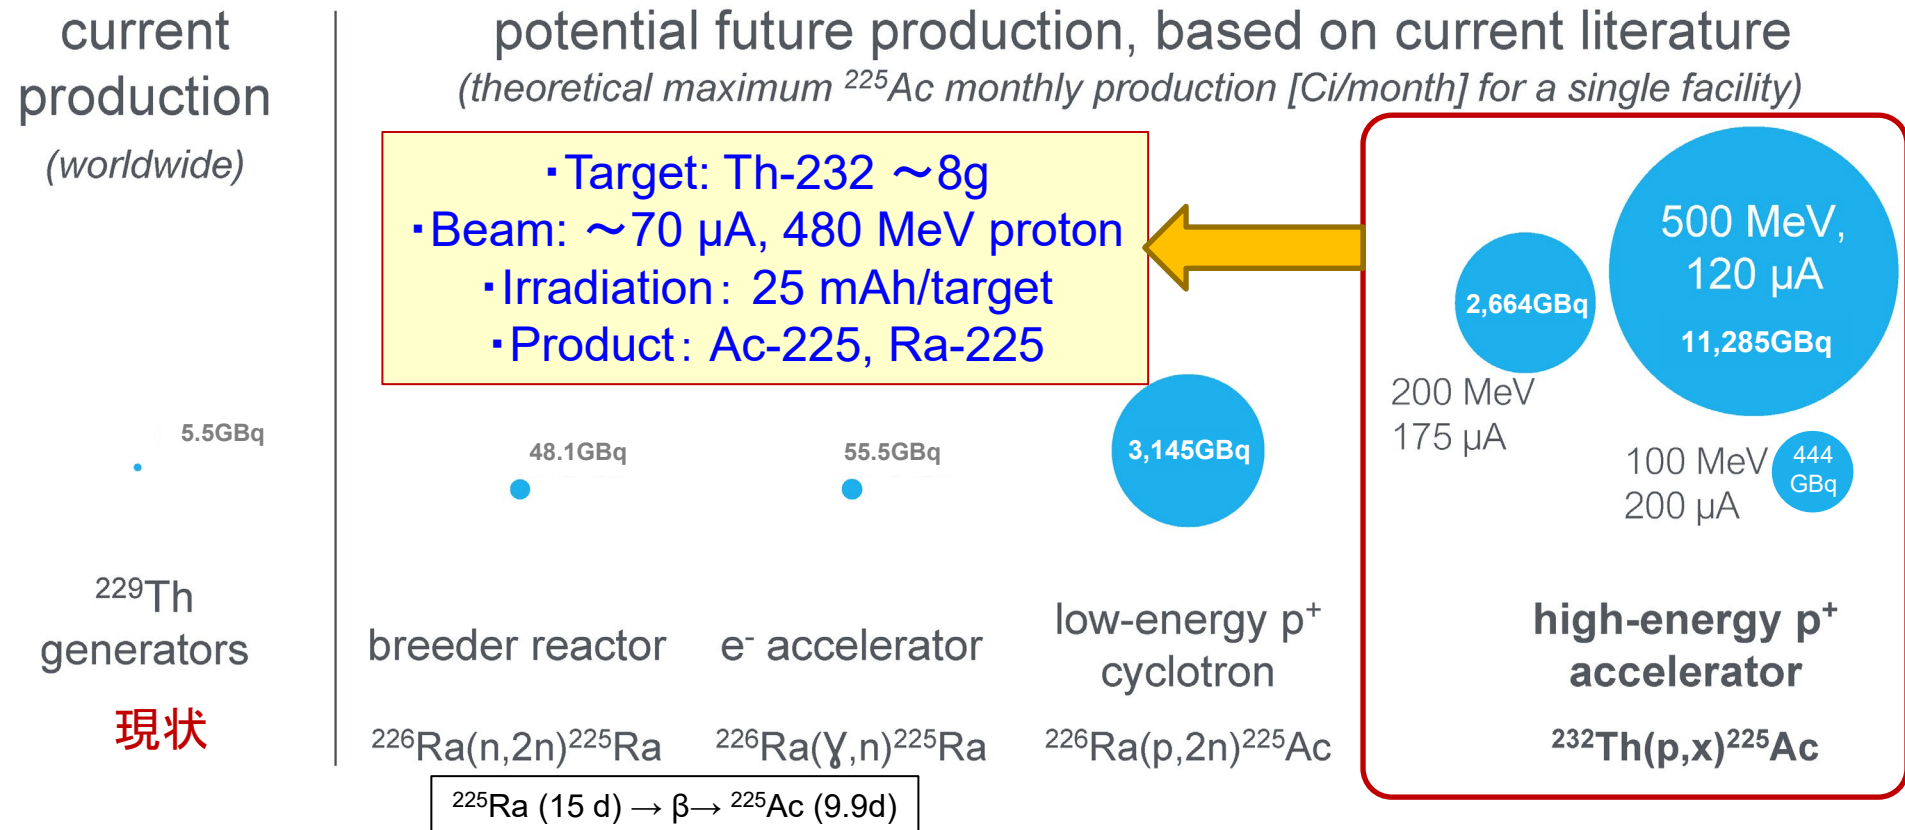 current
production
(worldwide)
5.5GBq
²²⁹Th
generators
現状
potential future production, based on current literature
(theoretical maximum ²²⁵Ac monthly production [Ci/month] for a single facility)
・Target: Th-232 ～8g
・Beam: ～70 μA, 480 MeV proton
・Irradiation： 25 mAh/target
・Product： Ac-225, Ra-225
48.1GBq
breeder reactor
²²⁶Ra(n,2n)²²⁵Ra
55.5GBq
e⁻ accelerator
²²⁶Ra(γ,n)²²⁵Ra
²²⁵Ra (15 d) → β→ ²²⁵Ac (9.9d)
3,145GBq
low-energy p⁺
cyclotron
²²⁶Ra(p,2n)²²⁵Ac
2,664GBq
200 MeV
175 μA
500 MeV,
120 μA
11,285GBq
100 MeV
200 μA
444
GBq
high-energy p⁺
accelerator
²³²Th(p,x)²²⁵Ac